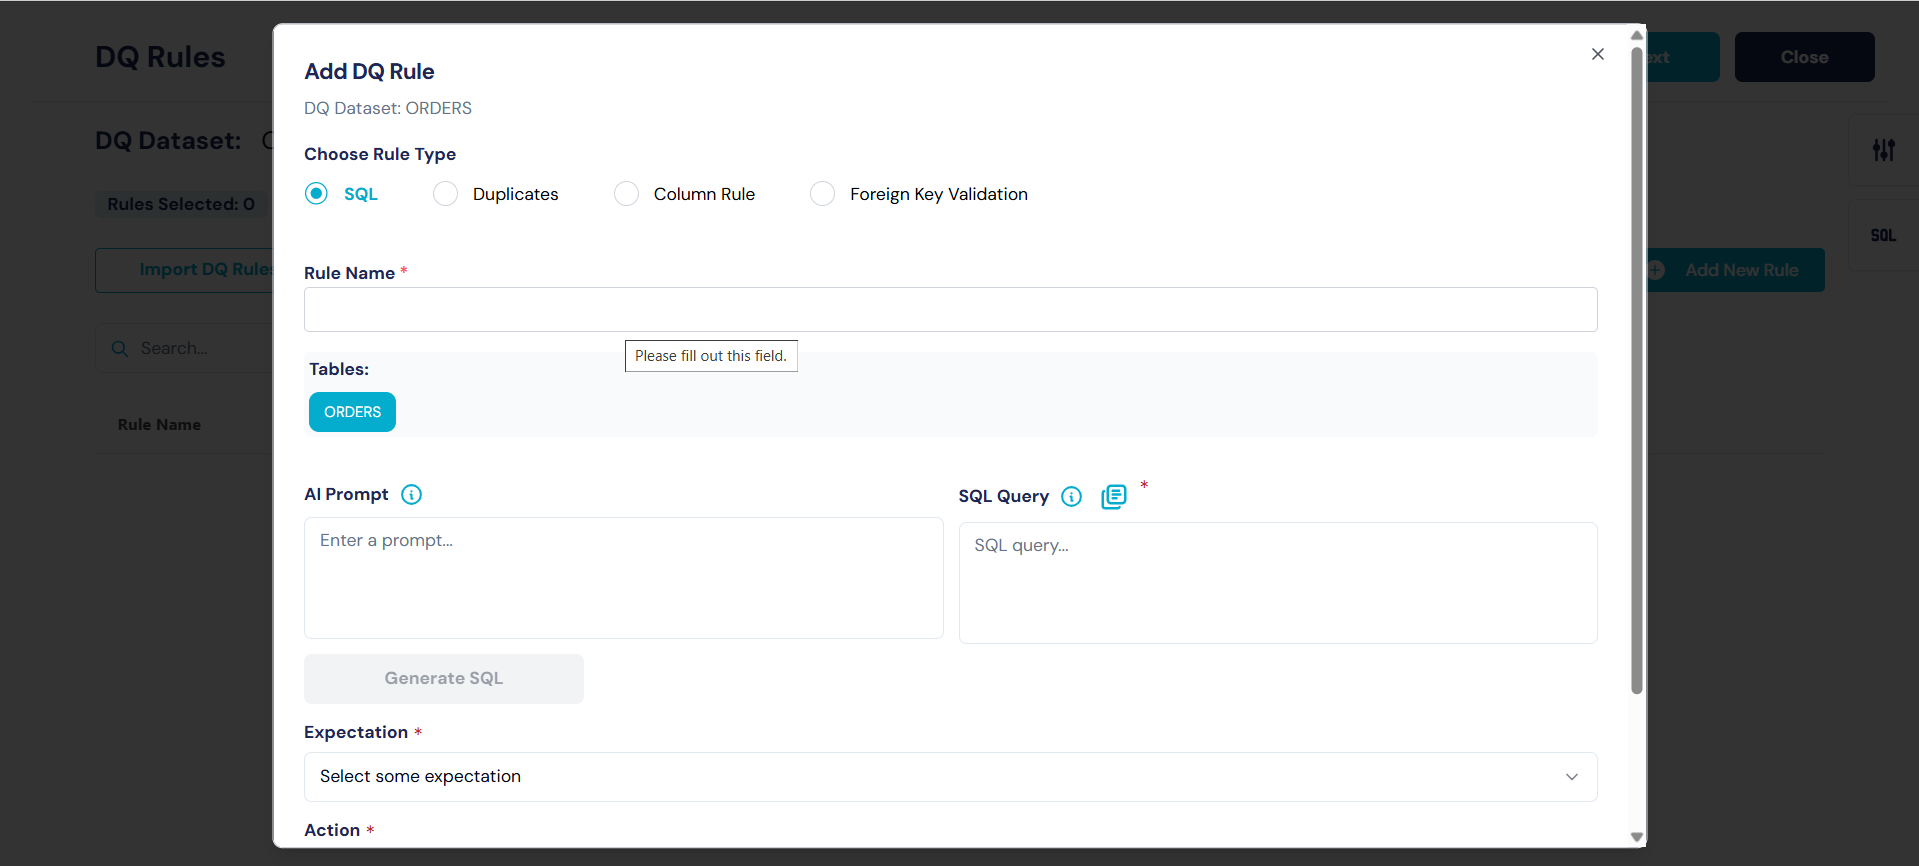 DQ Rules
ext
Close
Add DQ Rule
DQ Dataset: ORDERS
DQ Dataset:
Choose Rule Type
SQL
Duplicates
Column Rule
Foreign Key Validation
Rules Selected: 0
SQL
Import DQ Rules
Add New Rule
Rule Name *
Search...
Please fill out this field.
Tables:
ORDERS
Rule Name
AI Prompt
SQL Query *
Enter a prompt...
SQL query...
Generate SQL
Expectation *
Select some expectation
Action *